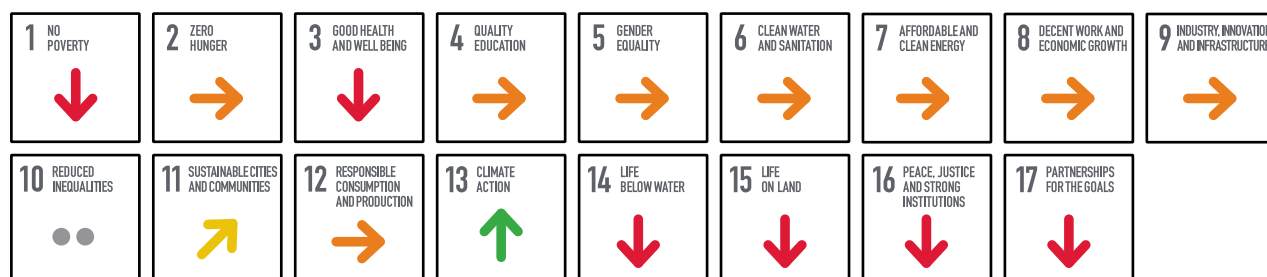 1 NO
POVERTY
2 ZERO
HUNGER
3 GOOD HEALTH
AND WELL BEING
4 QUALITY
EDUCATION
5 GENDER
EQUALITY
6 CLEAN WATER
AND SANITATION
7 AFFORDABLE AND
CLEAN ENERGY
8 DECENT WORK AND
ECONOMIC GROWTH
9 INDUSTRY, INNOVATION
AND INFRASTRUCTURE
10 REDUCED
INEQUALITIES
11 SUSTAINABLE CITIES
AND COMMUNITIES
12 RESPONSIBLE
CONSUMPTION
AND PRODUCTION
13 CLIMATE
ACTION
14 LIFE
BELOW WATER
15 LIFE
ON LAND
16 PEACE, JUSTICE
AND STRONG
INSTITUTIONS
17 PARTNERSHIPS
FOR THE GOALS